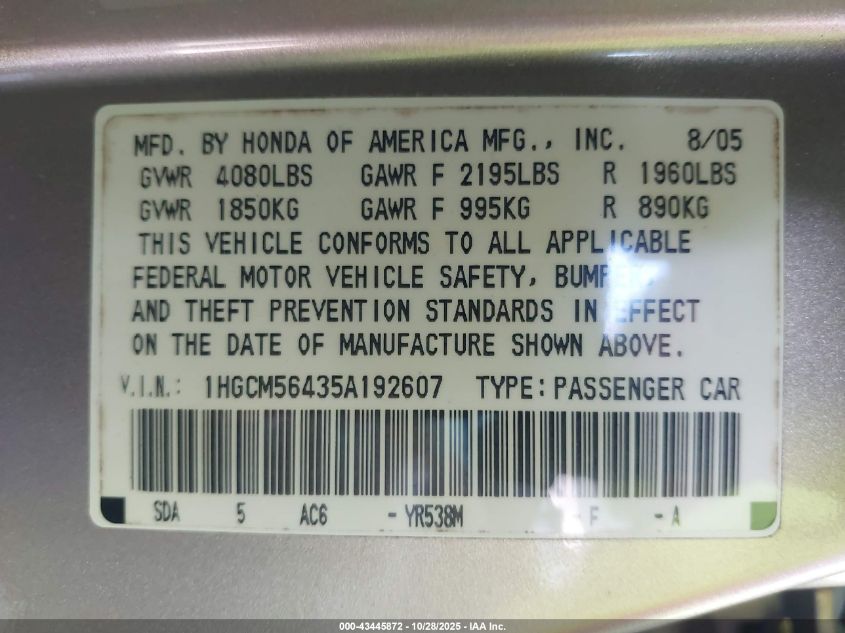 MFD. BY HONDA OF AMERICA MFG., INC. 8/05
GVWR 4080LBS GAWR F 2195LBS R 1960LBS
GVWR 1850KG GAWR F 995KG R 890KG
THIS VEHICLE CONFORMS TO ALL APPLICABLE
FEDERAL MOTOR VEHICLE SAFETY, BUMPER,
AND THEFT PREVENTION STANDARDS IN EFFECT
ON THE DATE OF MANUFACTURE SHOWN ABOVE.
V.I.N.: 1HGCM56435A192607 TYPE: PASSENGER CAR
SDA 5 AC6 - YR538M - F - A
000-43445872 - 10/28/2025 - IAA Inc.